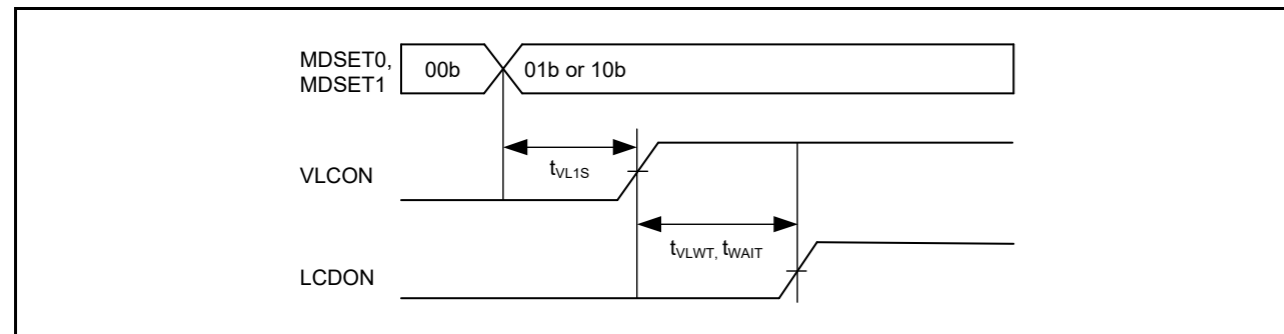 MDSET0,
MDSET1
00b
01b or 10b
tVL1S
VLCON
tVLWT, tWAIT
LCDON